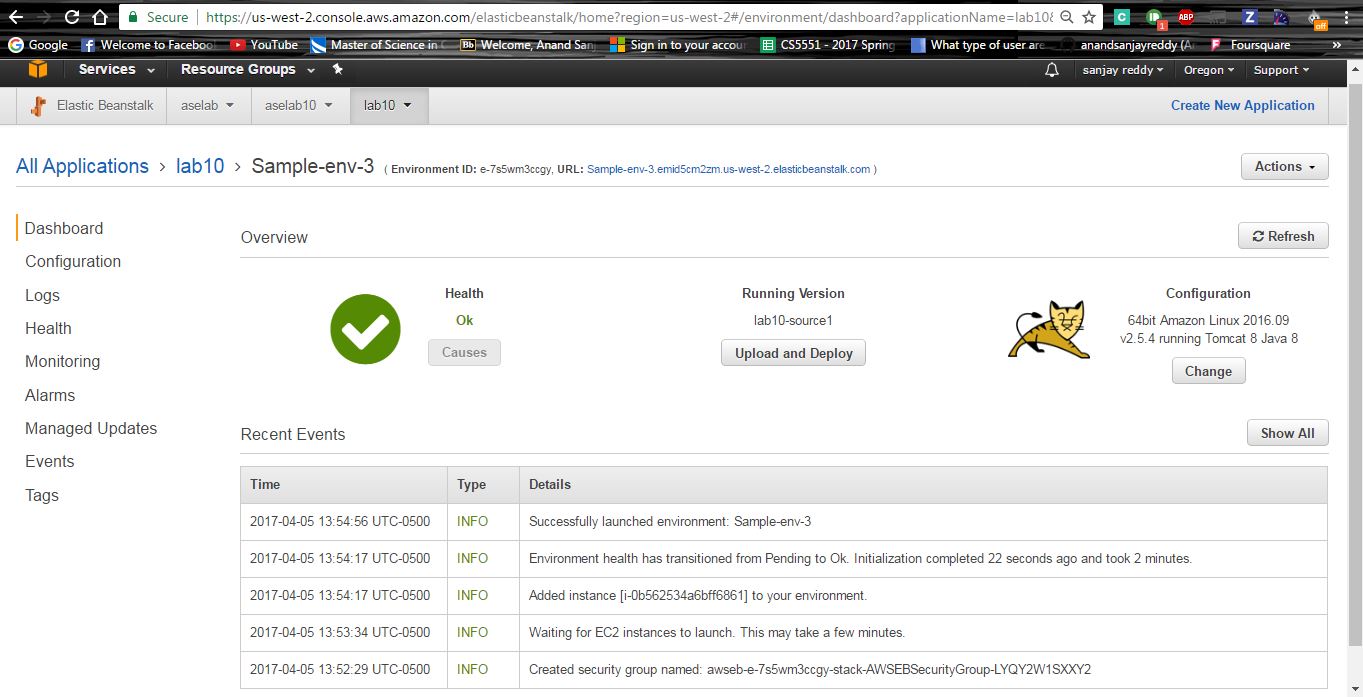 Secure https://us-west-2.console.aws.amazon.com/elasticbeanstalk/home?region=us-west-2#/environment/dashboard?applicationName=lab10&
C 1 ABP Z off
Google Welcome to Faceboo YouTube Master of Science in Bb Welcome, Anand San Sign in to your accou CS5551 - 2017 Spring What type of user are anandsanjayreddy (A Foursquare »
Services Resource Groups sanjay reddy Oregon Support
Elastic Beanstalk aselab aselab10 lab10 Create New Application
All Applications > lab10 > Sample-env-3 ( Environment ID: e-7s5wm3ccgy, URL: Sample-env-3.emid5cm2zm.us-west-2.elasticbeanstalk.com ) Actions
Dashboard
Configuration
Logs
Health
Monitoring
Alarms
Managed Updates
Events
Tags
Overview Refresh
Health
Ok
Causes
Running Version
lab10-source1
Upload and Deploy
Configuration
64bit Amazon Linux 2016.09
v2.5.4 running Tomcat 8 Java 8
Change
Recent Events Show All
Time Type Details
2017-04-05 13:54:56 UTC-0500 INFO Successfully launched environment: Sample-env-3
2017-04-05 13:54:17 UTC-0500 INFO Environment health has transitioned from Pending to Ok. Initialization completed 22 seconds ago and took 2 minutes.
2017-04-05 13:54:17 UTC-0500 INFO Added instance [i-0b562534a6bff6861] to your environment.
2017-04-05 13:53:34 UTC-0500 INFO Waiting for EC2 instances to launch. This may take a few minutes.
2017-04-05 13:52:29 UTC-0500 INFO Created security group named: awseb-e-7s5wm3ccgy-stack-AWSEBSecurityGroup-LYQY2W1SXXY2